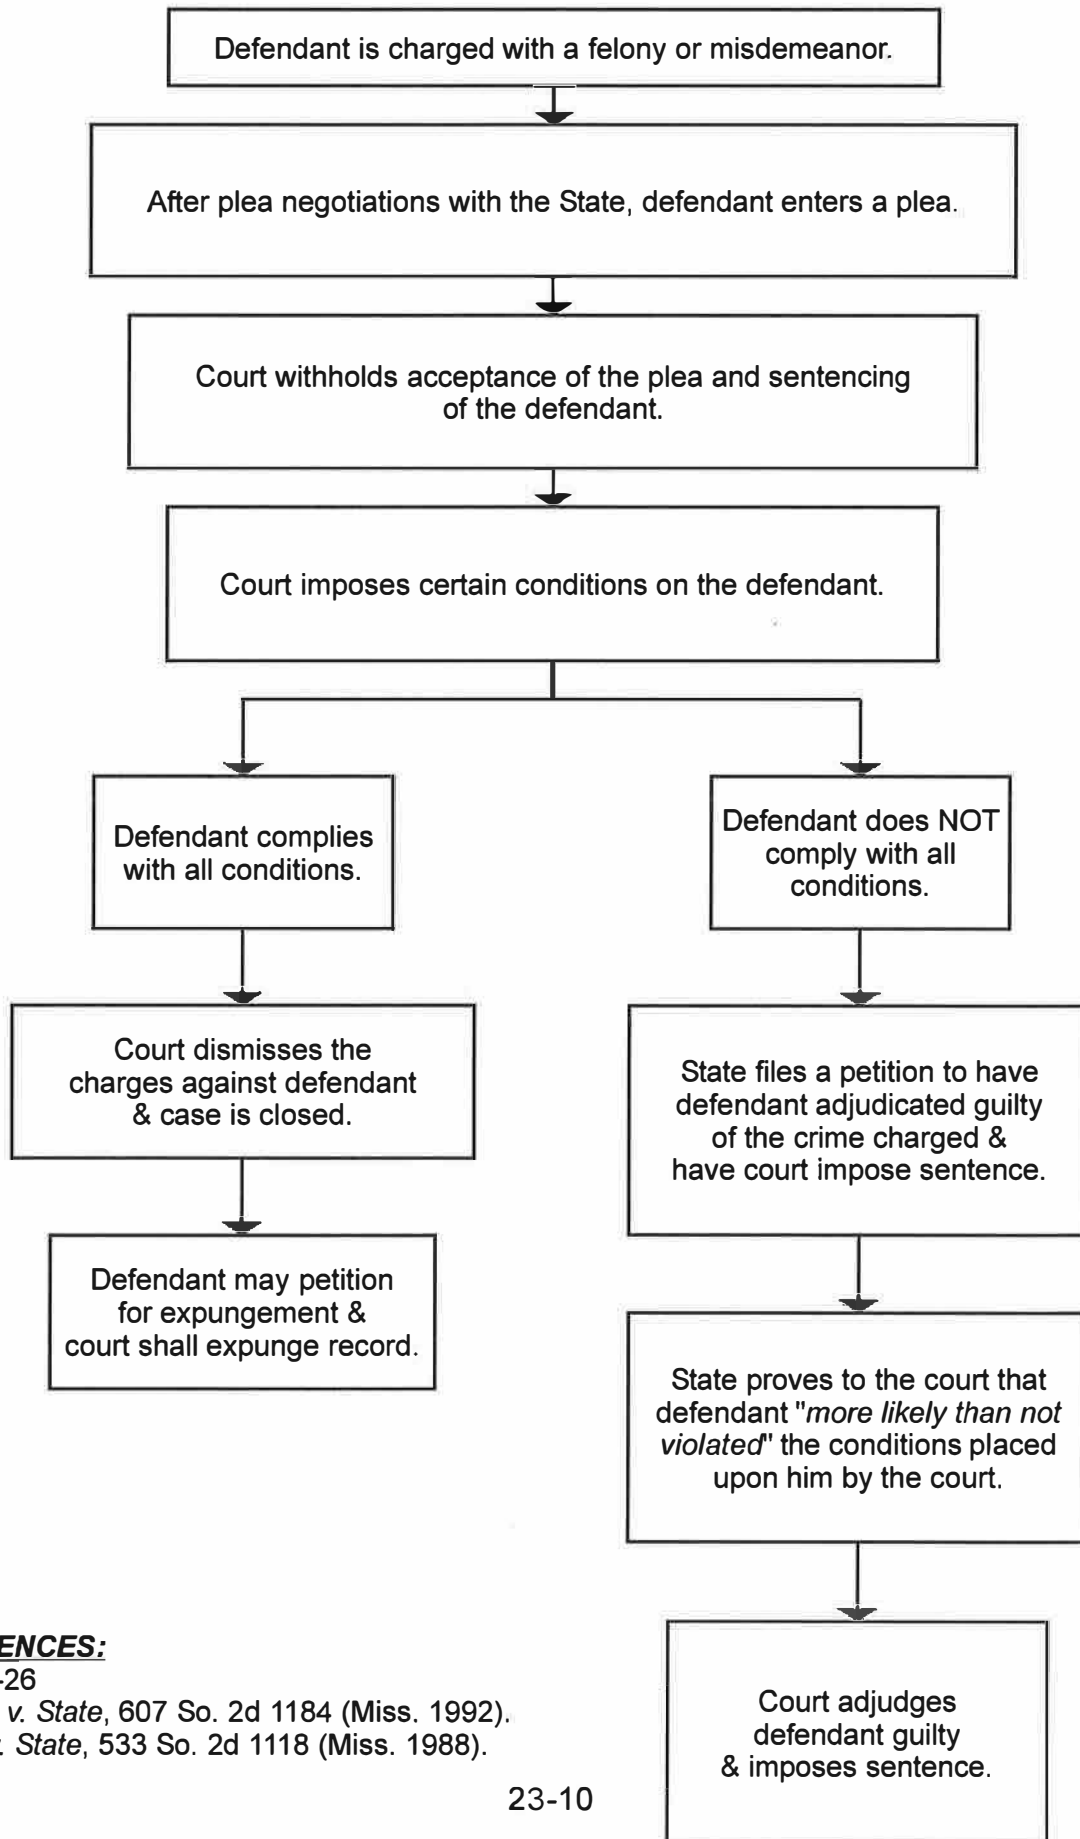 Defendant is charged with a felony or misdemeanor.
After plea negotiations with the State, defendant enters a plea.
Court withholds acceptance of the plea and sentencing
of the defendant.
Court imposes certain conditions on the defendant.
Defendant complies
with all conditions.
Defendant does NOT
comply with all
conditions.
Court dismisses the
charges against defendant
& case is closed.
State files a petition to have
defendant adjudicated guilty
of the crime charged &
have court impose sentence.
Defendant may petition
for expungement &
court shall expunge record.
State proves to the court that
defendant "more likely than not
violated" the conditions placed
upon him by the court.
Court adjudges
defendant guilty
& imposes sentence.
ENCES:
-26
v. State, 607 So. 2d 1184 (Miss. 1992).
. State, 533 So. 2d 1118 (Miss. 1988).
23-10